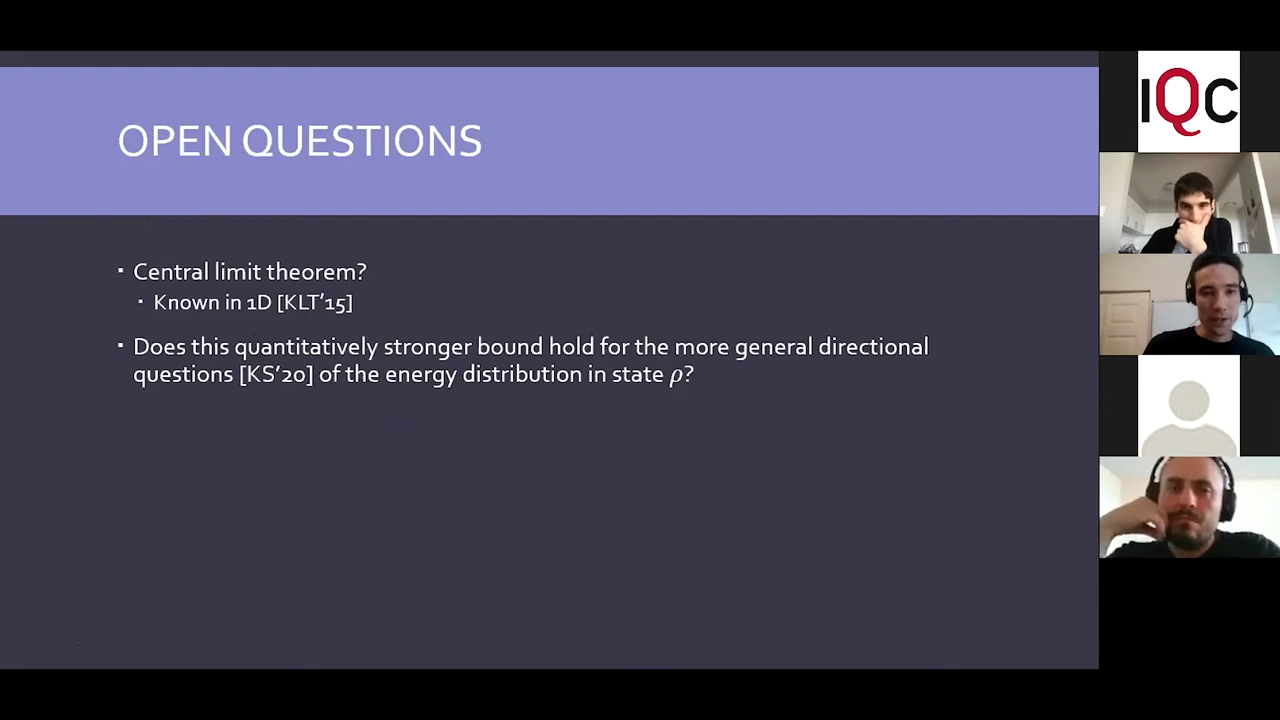 OPEN QUESTIONS
▪ Central limit theorem?
▪ Known in 1D [KLT'15]
▪ Does this quantitatively stronger bound hold for the more general directional
questions [KS'20] of the energy distribution in state ρ?
IQC